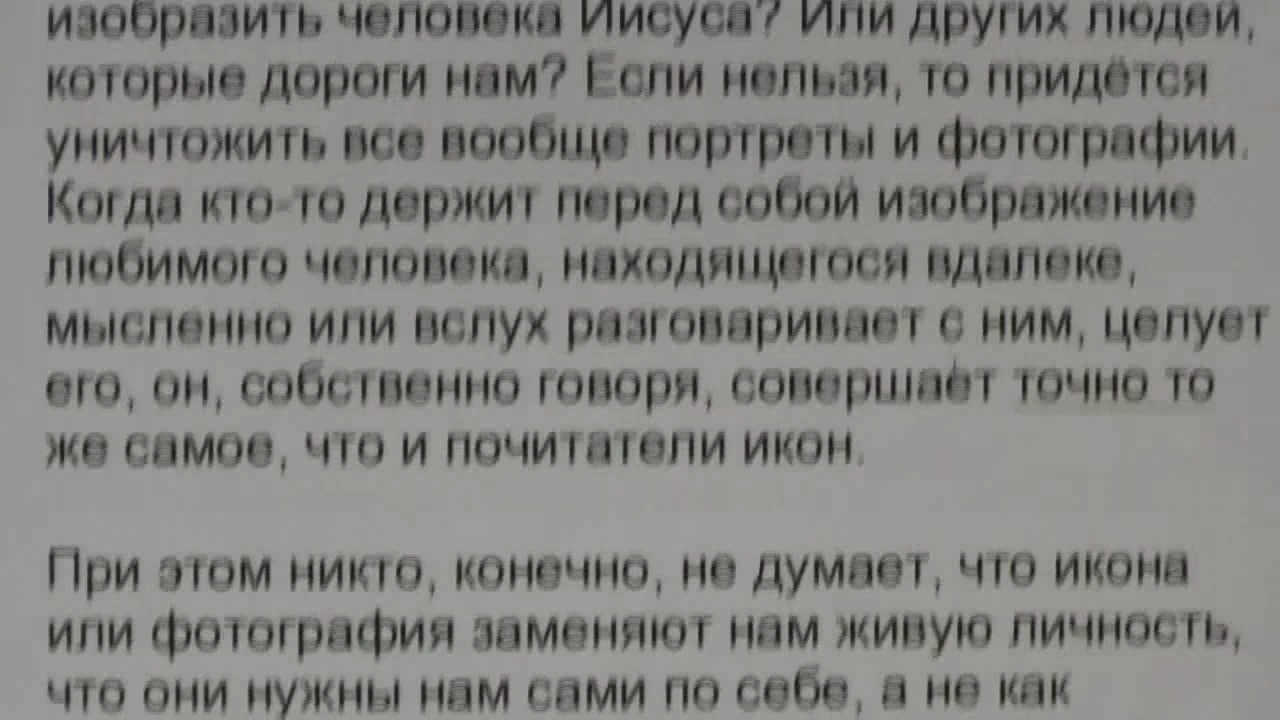 изобразить человека Иисуса? Или других людей,
которые дороги нам? Если нельзя, то придётся
уничтожить все вообще портреты и фотографии.
Когда кто-то держит перед собой изображение
любимого человека, находящегося вдалеке,
мысленно или вслух разговаривает с ним, целует
его, он, собственно говоря, совершает точно то
же самое, что и почитатели икон.
При этом никто, конечно, не думает, что икона
или фотография заменяют нам живую личность,
что они нужны нам сами по себе, а не как